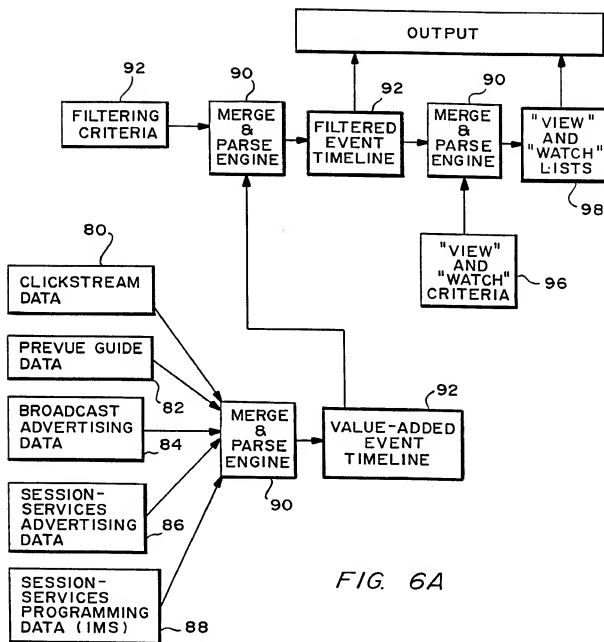 OUTPUT
92
90
92
90
FILTERING
CRITERIA
MERGE
&
PARSE
ENGINE
FILTERED
EVENT
TIMELINE
MERGE
&
PARSE
ENGINE
"VIEW"
AND
"WATCH"
LISTS
98
"VIEW"
AND
"WATCH"
CRITERIA
96
80
CLICKSTREAM
DATA
PREVUE GUIDE
DATA
82
BROADCAST
ADVERTISING
DATA
84
SESSION-
SERVICES
ADVERTISING
DATA
86
SESSION-
SERVICES
PROGRAMMING
DATA (IMS)
88
MERGE
&
PARSE
ENGINE
90
92
VALUE-ADDED
EVENT
TIMELINE
FIG. 6A